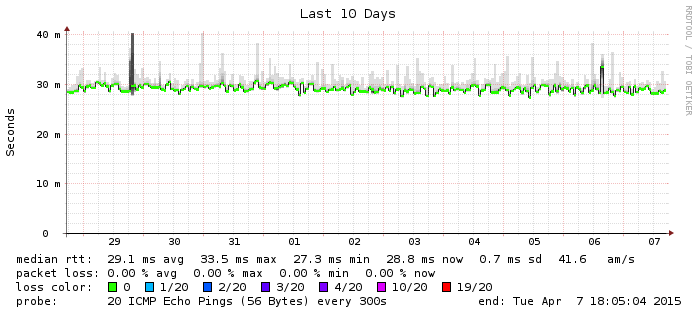 Last 10 Days
RRDTOOL / TOBI OETIKER
Seconds
40 m
30 m
20 m
10 m
0
29 30 31 01 02 03 04 05 06 07
median rtt: 29.1 ms avg 33.5 ms max 27.3 ms min 28.8 ms now 0.7 ms sd 41.6 am/s
packet loss: 0.00 % avg 0.00 % max 0.00 % min 0.00 % now
loss color: 0 1/20 2/20 3/20 4/20 10/20 19/20
probe: 20 ICMP Echo Pings (56 Bytes) every 300s end: Tue Apr 7 18:05:04 2015